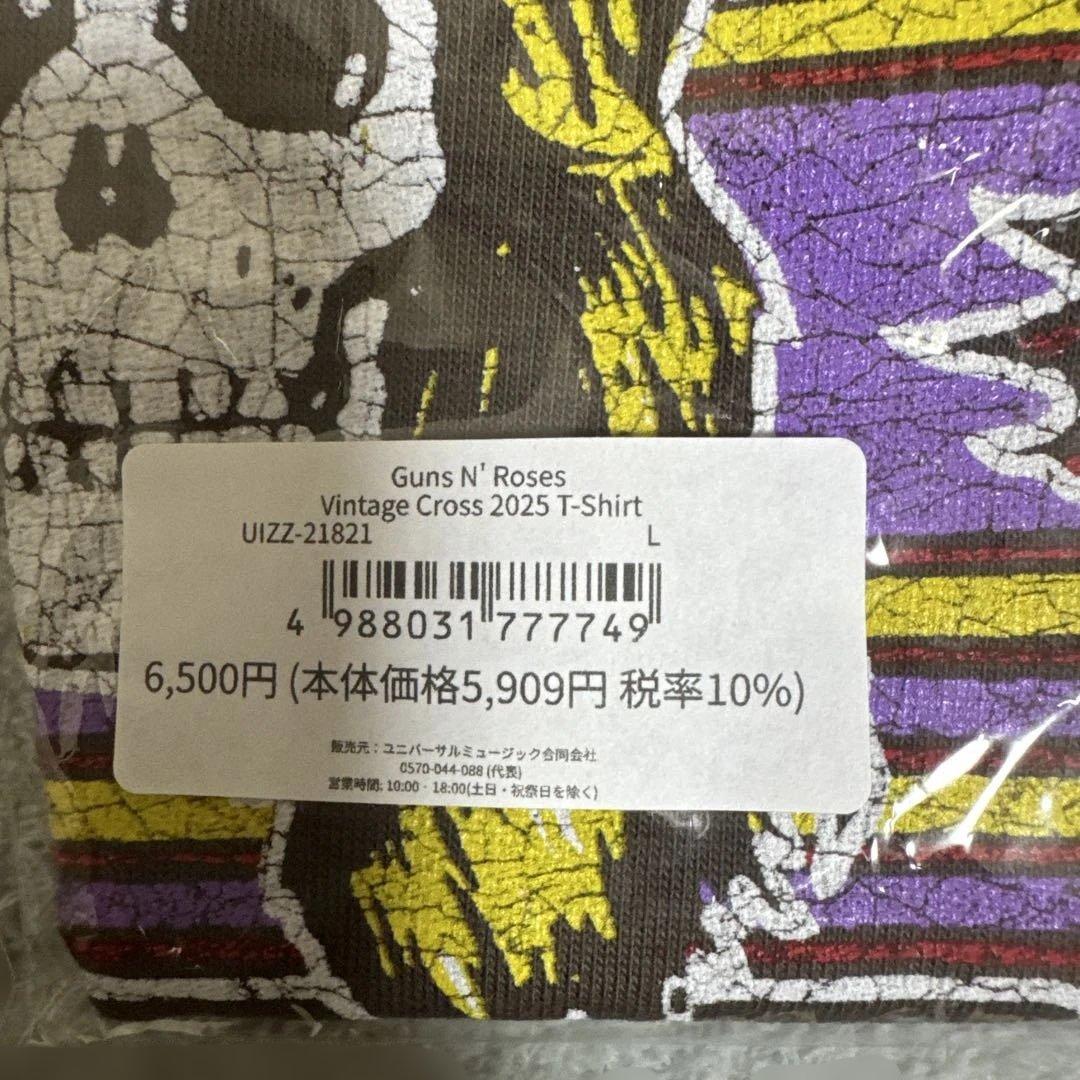 Guns N' Roses
Vintage Cross 2025 T-Shirt
UIZZ-21821 L
4 988031 777749
6,500円 (本体価格5,909円 税率10%)
販売元：ユニバーサルミュージック合同会社
0570-044-088 (代表)
営業時間: 10:00‐18:00(土日・祝祭日を除く)